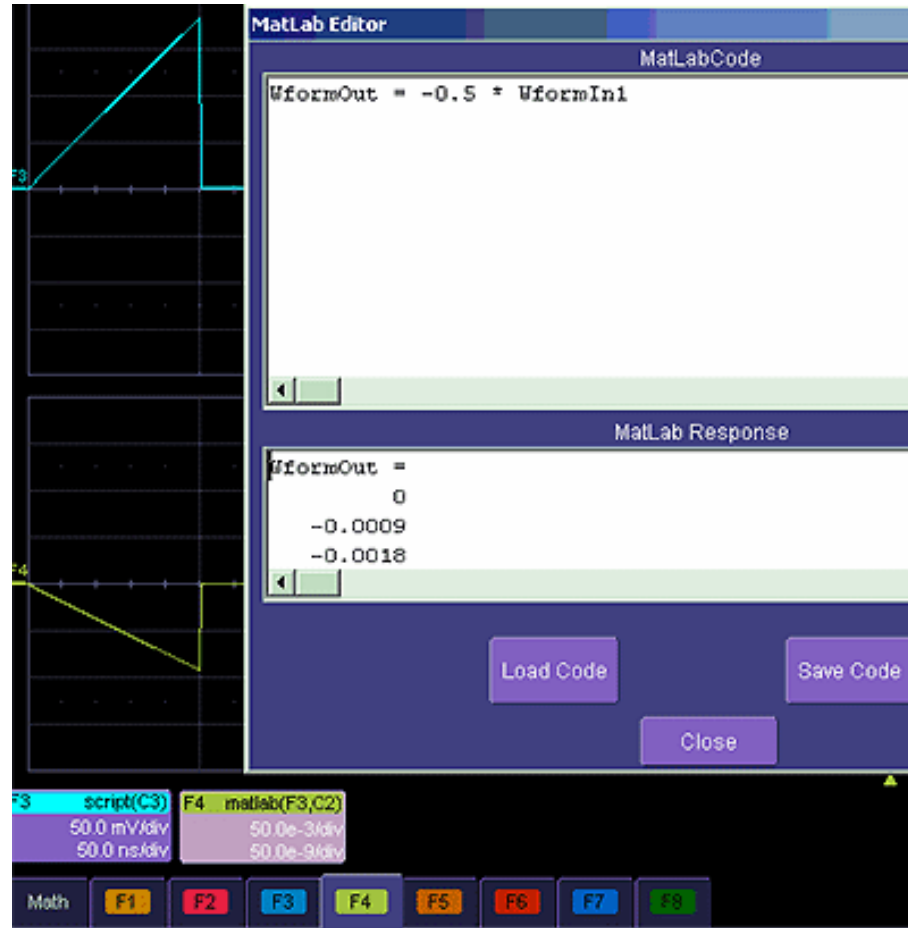 MatLab Editor
MatLabCode
WformOut = -0.5 * WformIn1
F3
MatLab Response
WformOut =
0
-0.0009
-0.0018
F4
Load Code
Save Code
Close
F3 script(C3)
50.0 mV/div
50.0 ns/div
F4 matlab(F3,C2)
50.0e-3/div
50.0e-9/div
Math F1 F2 F3 F4 F5 F6 F7 F8